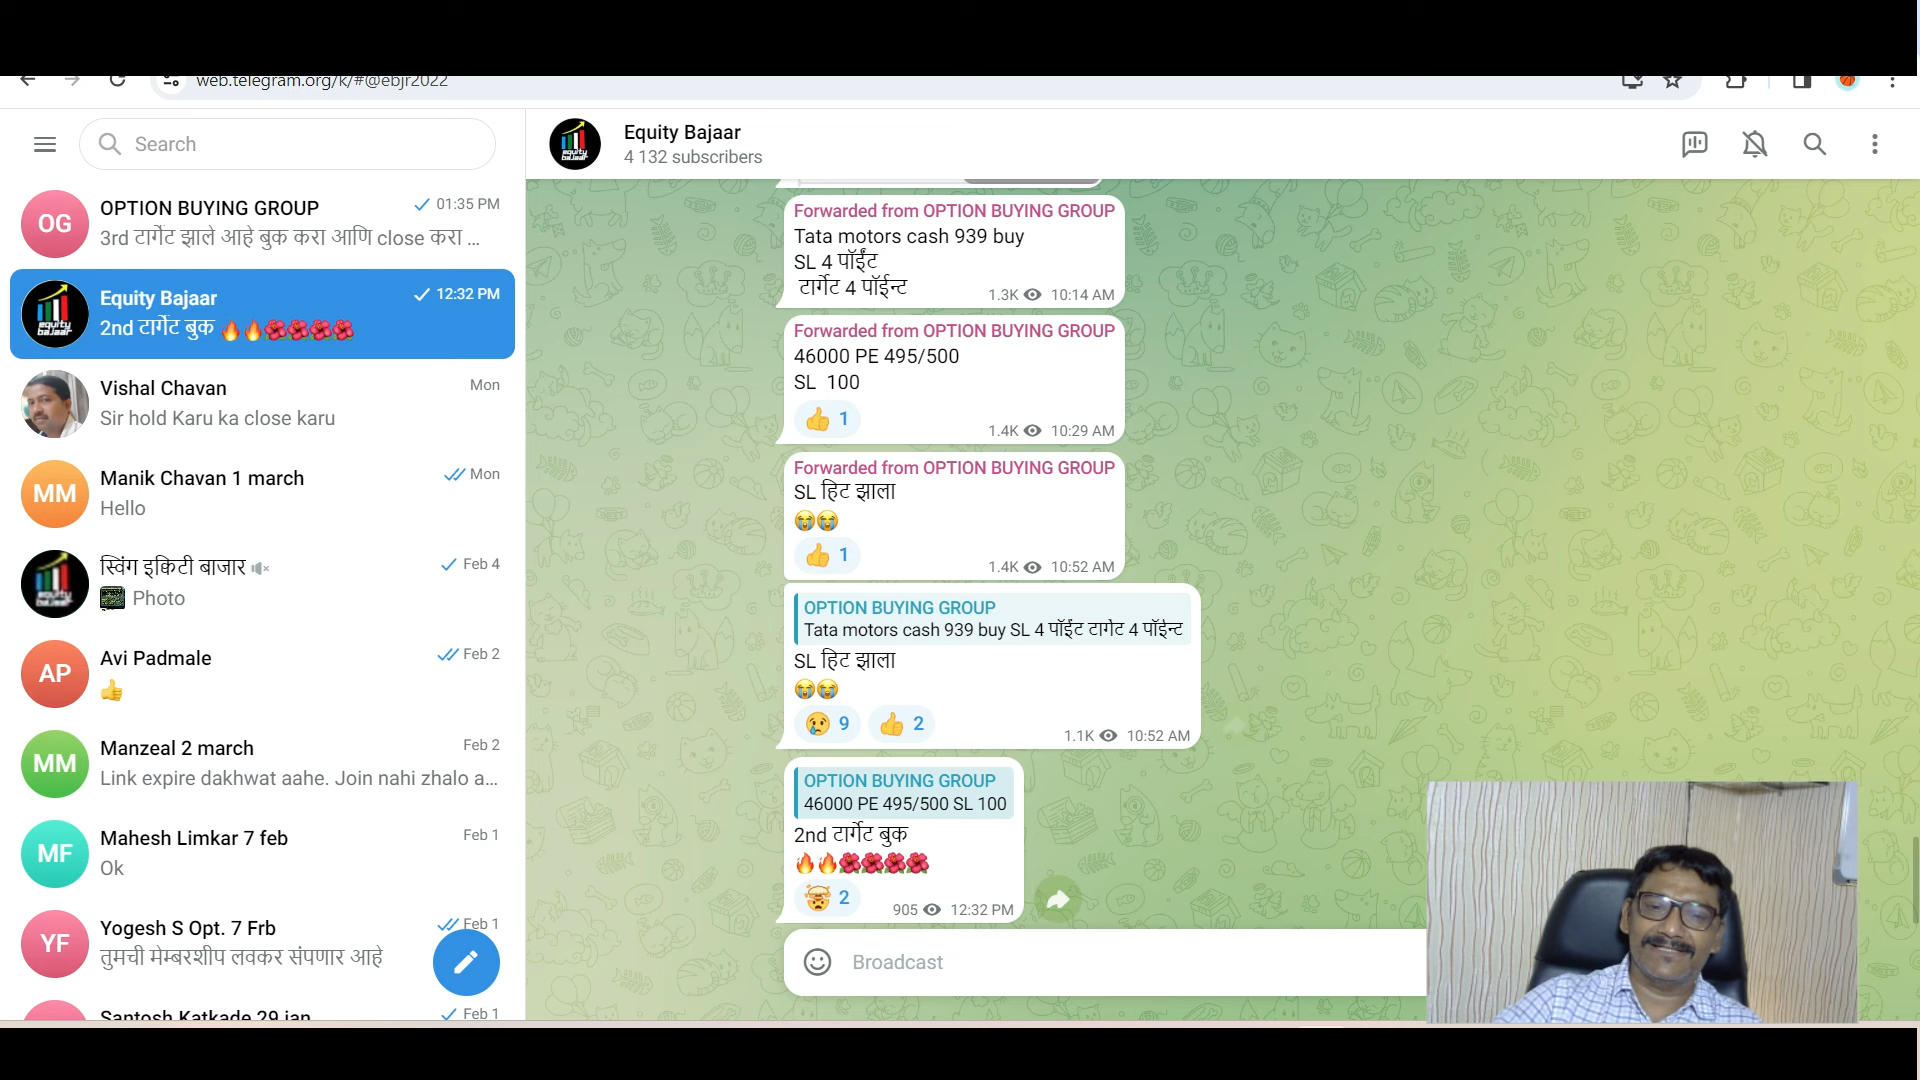 web.telegram.org/k/#@ebjr2022
Search
Equity Bajaar
4 132 subscribers
OG
OPTION BUYING GROUP
01:35 PM
3rd टार्गेट झाले आहे बुक करा आणि close करा ...
equity bajaar
Equity Bajaar
12:32 PM
2nd टार्गेट बुक 🔥🔥🌺🌺🌺🌺
Vishal Chavan
Mon
Sir hold Karu ka close karu
MM
Manik Chavan 1 march
Mon
Hello
स्विंग इक्विटी बाजार
Feb 4
Photo
AP
Avi Padmale
Feb 2
👍
MM
Manzeal 2 march
Feb 2
Link expire dakhwat aahe. Join nahi zhalo a...
MF
Mahesh Limkar 7 feb
Feb 1
Ok
YF
Yogesh S Opt. 7 Frb
Feb 1
तुमची मेम्बरशीप लवकर संपणार आहे
Santosh Katkade 29 jan
Feb 1
Forwarded from OPTION BUYING GROUP
Tata motors cash 939 buy
SL 4 पॉईंट
टार्गेट 4 पॉईन्ट
1.3K 10:14 AM
Forwarded from OPTION BUYING GROUP
46000 PE 495/500
SL 100
👍 1
1.4K 10:29 AM
Forwarded from OPTION BUYING GROUP
SL हिट झाला
😭😭
👍 1
1.4K 10:52 AM
OPTION BUYING GROUP
Tata motors cash 939 buy SL 4 पॉईंट टार्गेट 4 पॉईन्ट
SL हिट झाला
😭😭
😢 9 👍 2
1.1K 10:52 AM
OPTION BUYING GROUP
46000 PE 495/500 SL 100
2nd टार्गेट बुक
🔥🔥🌺🌺🌺🌺
🤯 2
905 12:32 PM
Broadcast